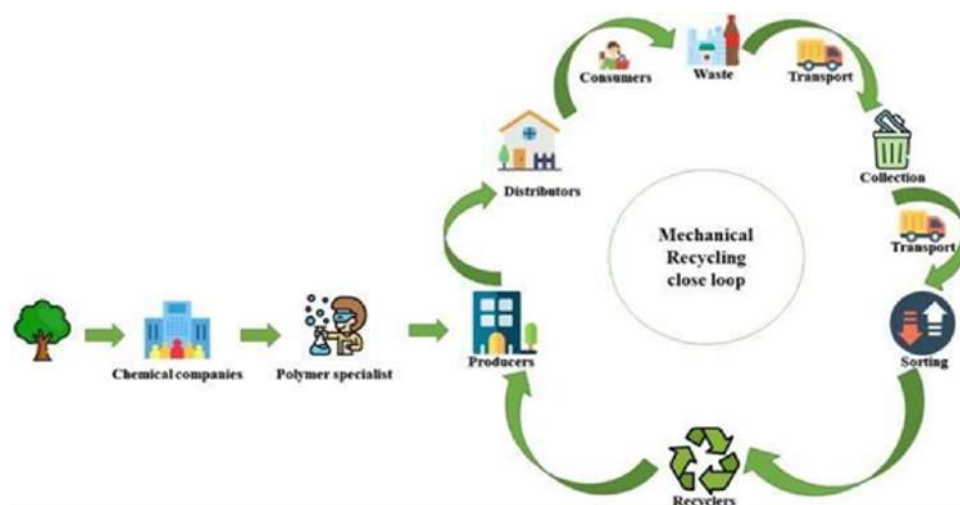 Consumers
Waste
Transport
Distributors
Collection
Transport
Mechanical
Recycling
close loop
Chemical companies
Polymer specialist
Producers
Sorting
Recyclers